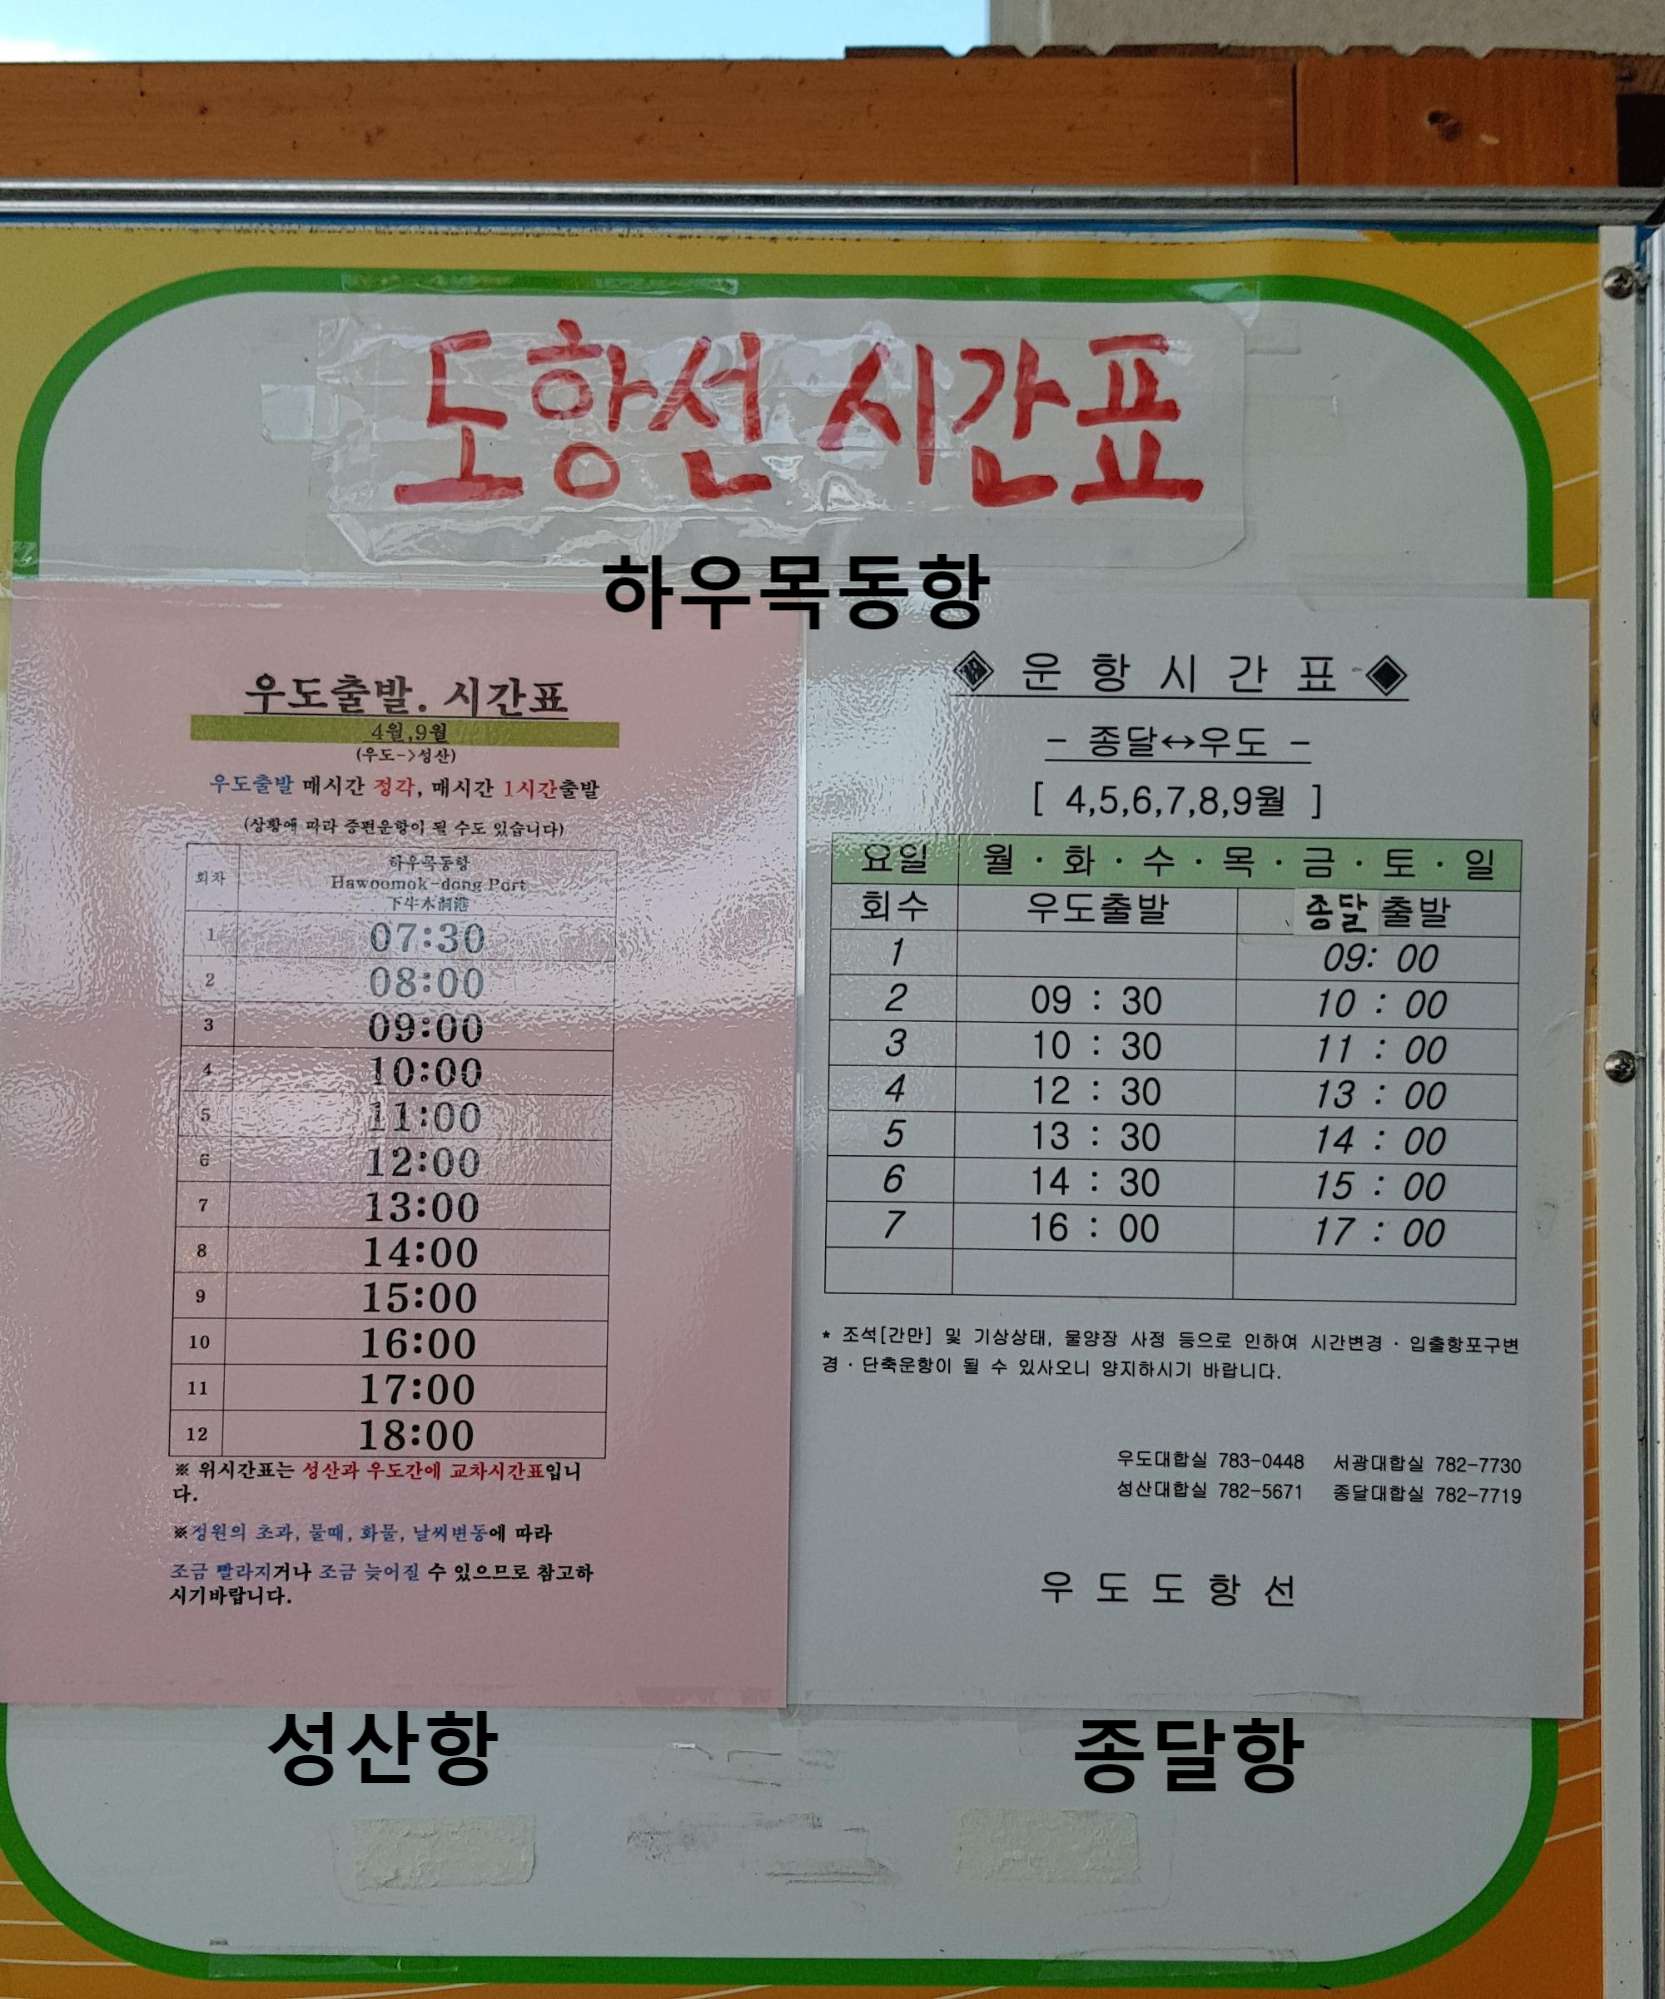 도항선 시간표
하우목동항
우도출발. 시간표
4월,9월
(우도->성산)
우도출발 매시간 정각, 매시간 1시간출발
(상황에 따라 증편운항이 될 수도 있습니다)
회차
하우목동항
Hawoomok-dong Port
下牛木洞港
1 07:30
2 08:00
3 09:00
4 10:00
5 11:00
6 12:00
7 13:00
8 14:00
9 15:00
10 16:00
11 17:00
12 18:00
※ 위시간표는 성산과 우도간에 교차시간표입니
다.
※정원의 초과, 물때, 화물, 날씨변동에 따라
조금 빨라지거나 조금 늦어질 수 있으므로 참고하
시기바랍니다.
◈ 운 항 시 간 표 ◈
- 종달↔우도 -
[ 4,5,6,7,8,9월 ]
요일 월 · 화 · 수 · 목 · 금 · 토 · 일
회수 우도출발 종달 출발
1 09: 00
2 09 : 30 10 : 00
3 10 : 30 11 : 00
4 12 : 30 13 : 00
5 13 : 30 14 : 00
6 14 : 30 15 : 00
7 16 : 00 17 : 00
* 조석[간만] 및 기상상태, 물양장 사정 등으로 인하여 시간변경 · 입출항포구변
경 · 단축운항이 될 수 있사오니 양지하시기 바랍니다.
우도대합실 783-0448 서광대합실 782-7730
성산대합실 782-5671 종달대합실 782-7719
우 도 도 항 선
성산항
종달항